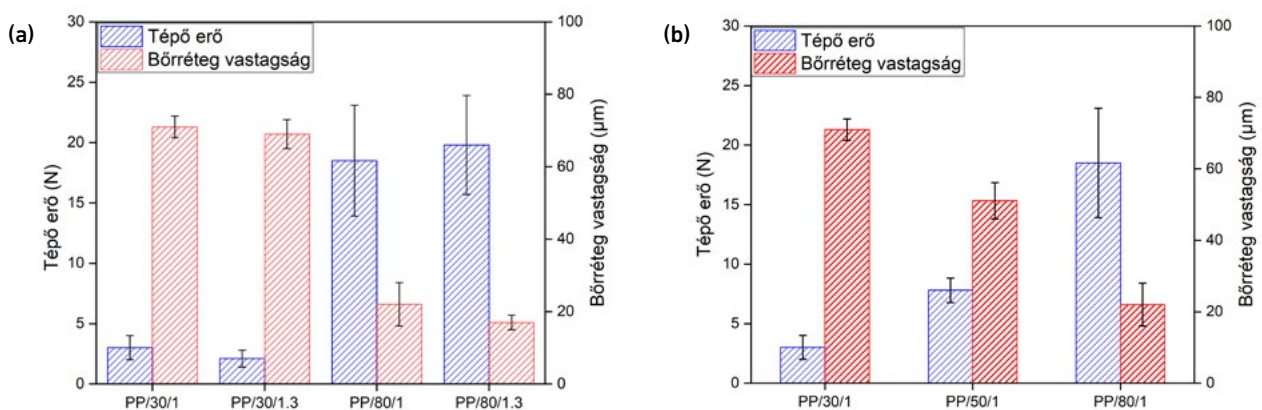 (a)
Tépő erő
Bőrréteg vastagság
Tépő erő (N)
30
25
20
15
10
5
0
100
80
60
40
20
0
Bőrréteg vastagság (µm)
PP/30/1 PP/30/1.3 PP/80/1 PP/80/1.3
(b)
Tépő erő
Bőrréteg vastagság
Tépő erő (N)
30
25
20
15
10
5
0
100
80
60
40
20
0
Bőrréteg vastagság (µm)
PP/30/1 PP/50/1 PP/80/1